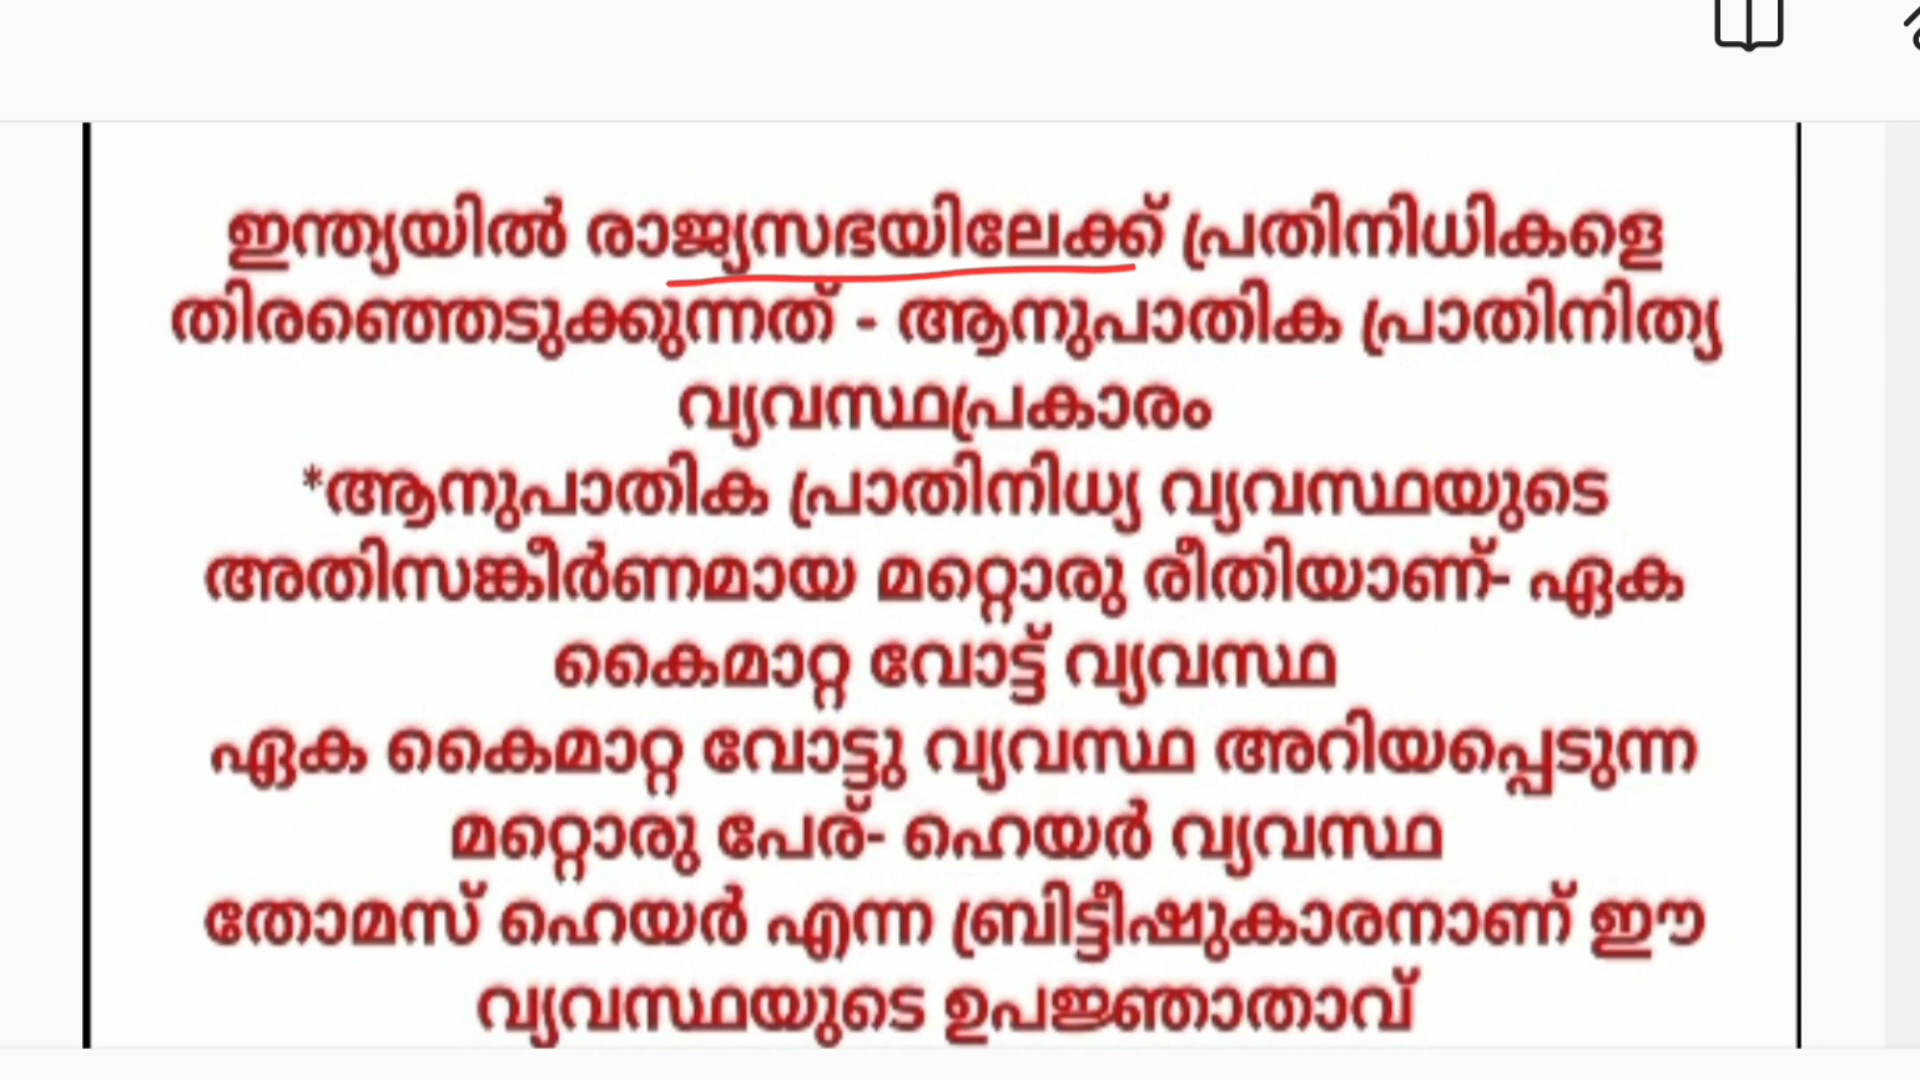 ഇന്ത്യയിൽ രാജ്യസഭയിലേക്ക് പ്രതിനിധികളെ
തിരഞ്ഞെടുക്കുന്നത് - ആനുപാതിക പ്രാതിനിത്യ
വ്യവസ്ഥപ്രകാരം
*ആനുപാതിക പ്രാതിനിധ്യ വ്യവസ്ഥയുടെ
അതിസങ്കീർണമായ മറ്റൊരു രീതിയാണ്- ഏക
കൈമാറ്റ വോട്ട് വ്യവസ്ഥ
ഏക കൈമാറ്റ വോട്ടു വ്യവസ്ഥ അറിയപ്പെടുന്ന
മറ്റൊരു പേര്- ഹെയർ വ്യവസ്ഥ
തോമസ് ഹെയർ എന്ന ബ്രിട്ടീഷുകാരനാണ് ഈ
വ്യവസ്ഥയുടെ ഉപജ്ഞാതാവ്